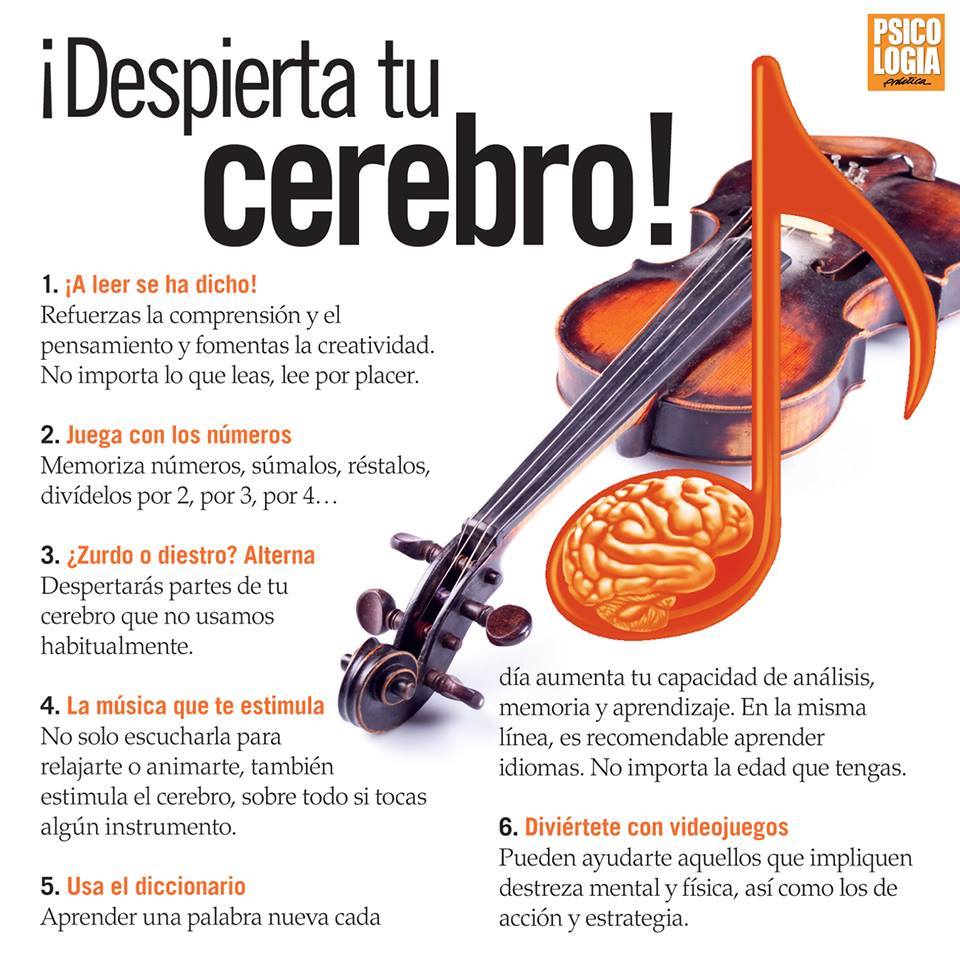 PSICO
LOGIA
práctica
¡Despierta tu
cerebro!
1. ¡A leer se ha dicho!
Refuerzas la comprensión y el
pensamiento y fomentas la creatividad.
No importa lo que leas, lee por placer.
2. Juega con los números
Memoriza números, súmalos, réstalos,
divídelos por 2, por 3, por 4…
3. ¿Zurdo o diestro? Alterna
Despertarás partes de tu
cerebro que no usamos
habitualmente.
4. La música que te estimula
No solo escucharla para
relajarte o animarte, también
estimula el cerebro, sobre todo si tocas
algún instrumento.
5. Usa el diccionario
Aprender una palabra nueva cada
día aumenta tu capacidad de análisis,
memoria y aprendizaje. En la misma
línea, es recomendable aprender
idiomas. No importa la edad que tengas.
6. Diviértete con videojuegos
Pueden ayudarte aquellos que impliquen
destreza mental y física, así como los de
acción y estrategia.